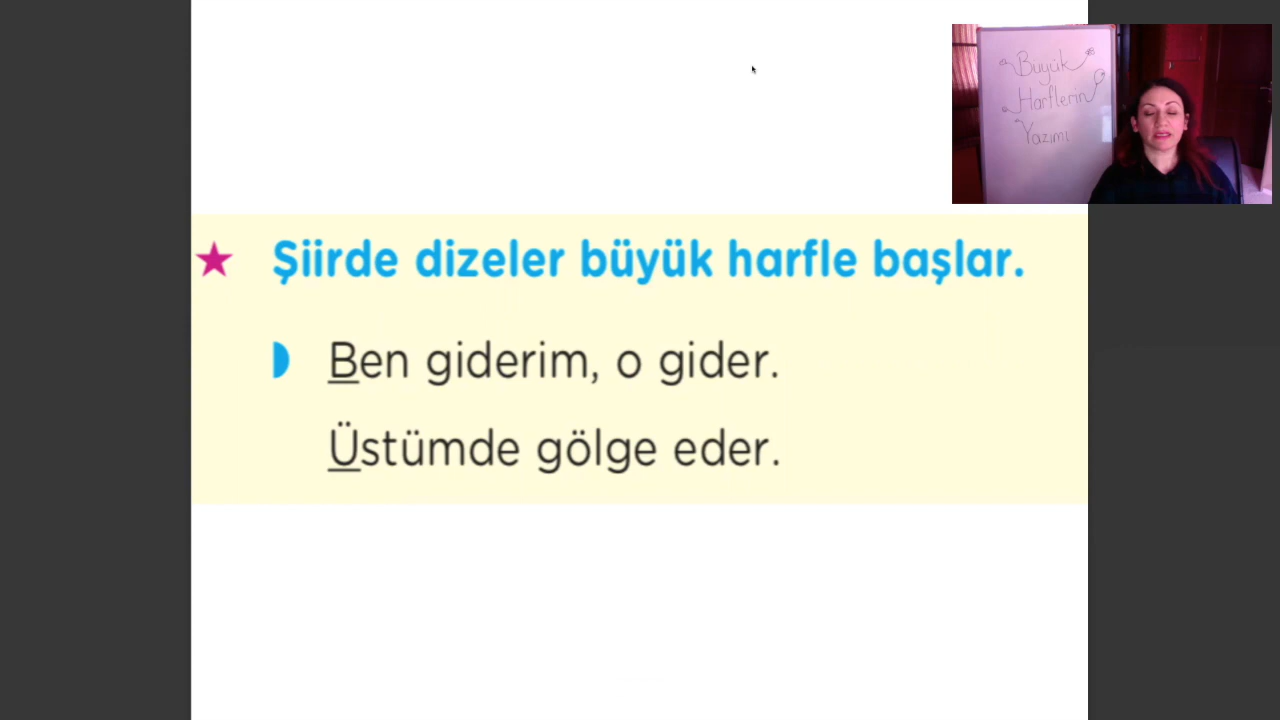 Büyük
Harflerin
Yazımı
Şiirde dizeler büyük harfle başlar.
Ben giderim, o gider.
Üstümde gölge eder.